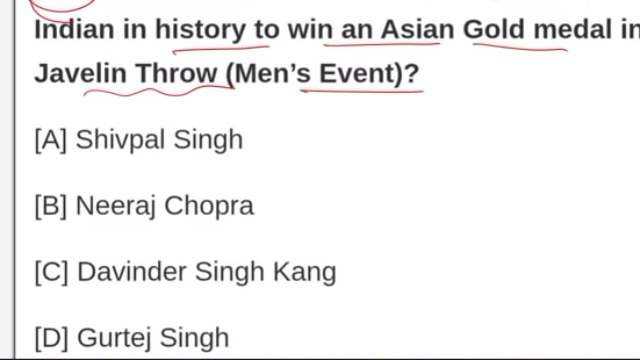 Indian in history to win an Asian Gold medal in
Javelin Throw (Men's Event)?
[A] Shivpal Singh
[B] Neeraj Chopra
[C] Davinder Singh Kang
[D] Gurtej Singh